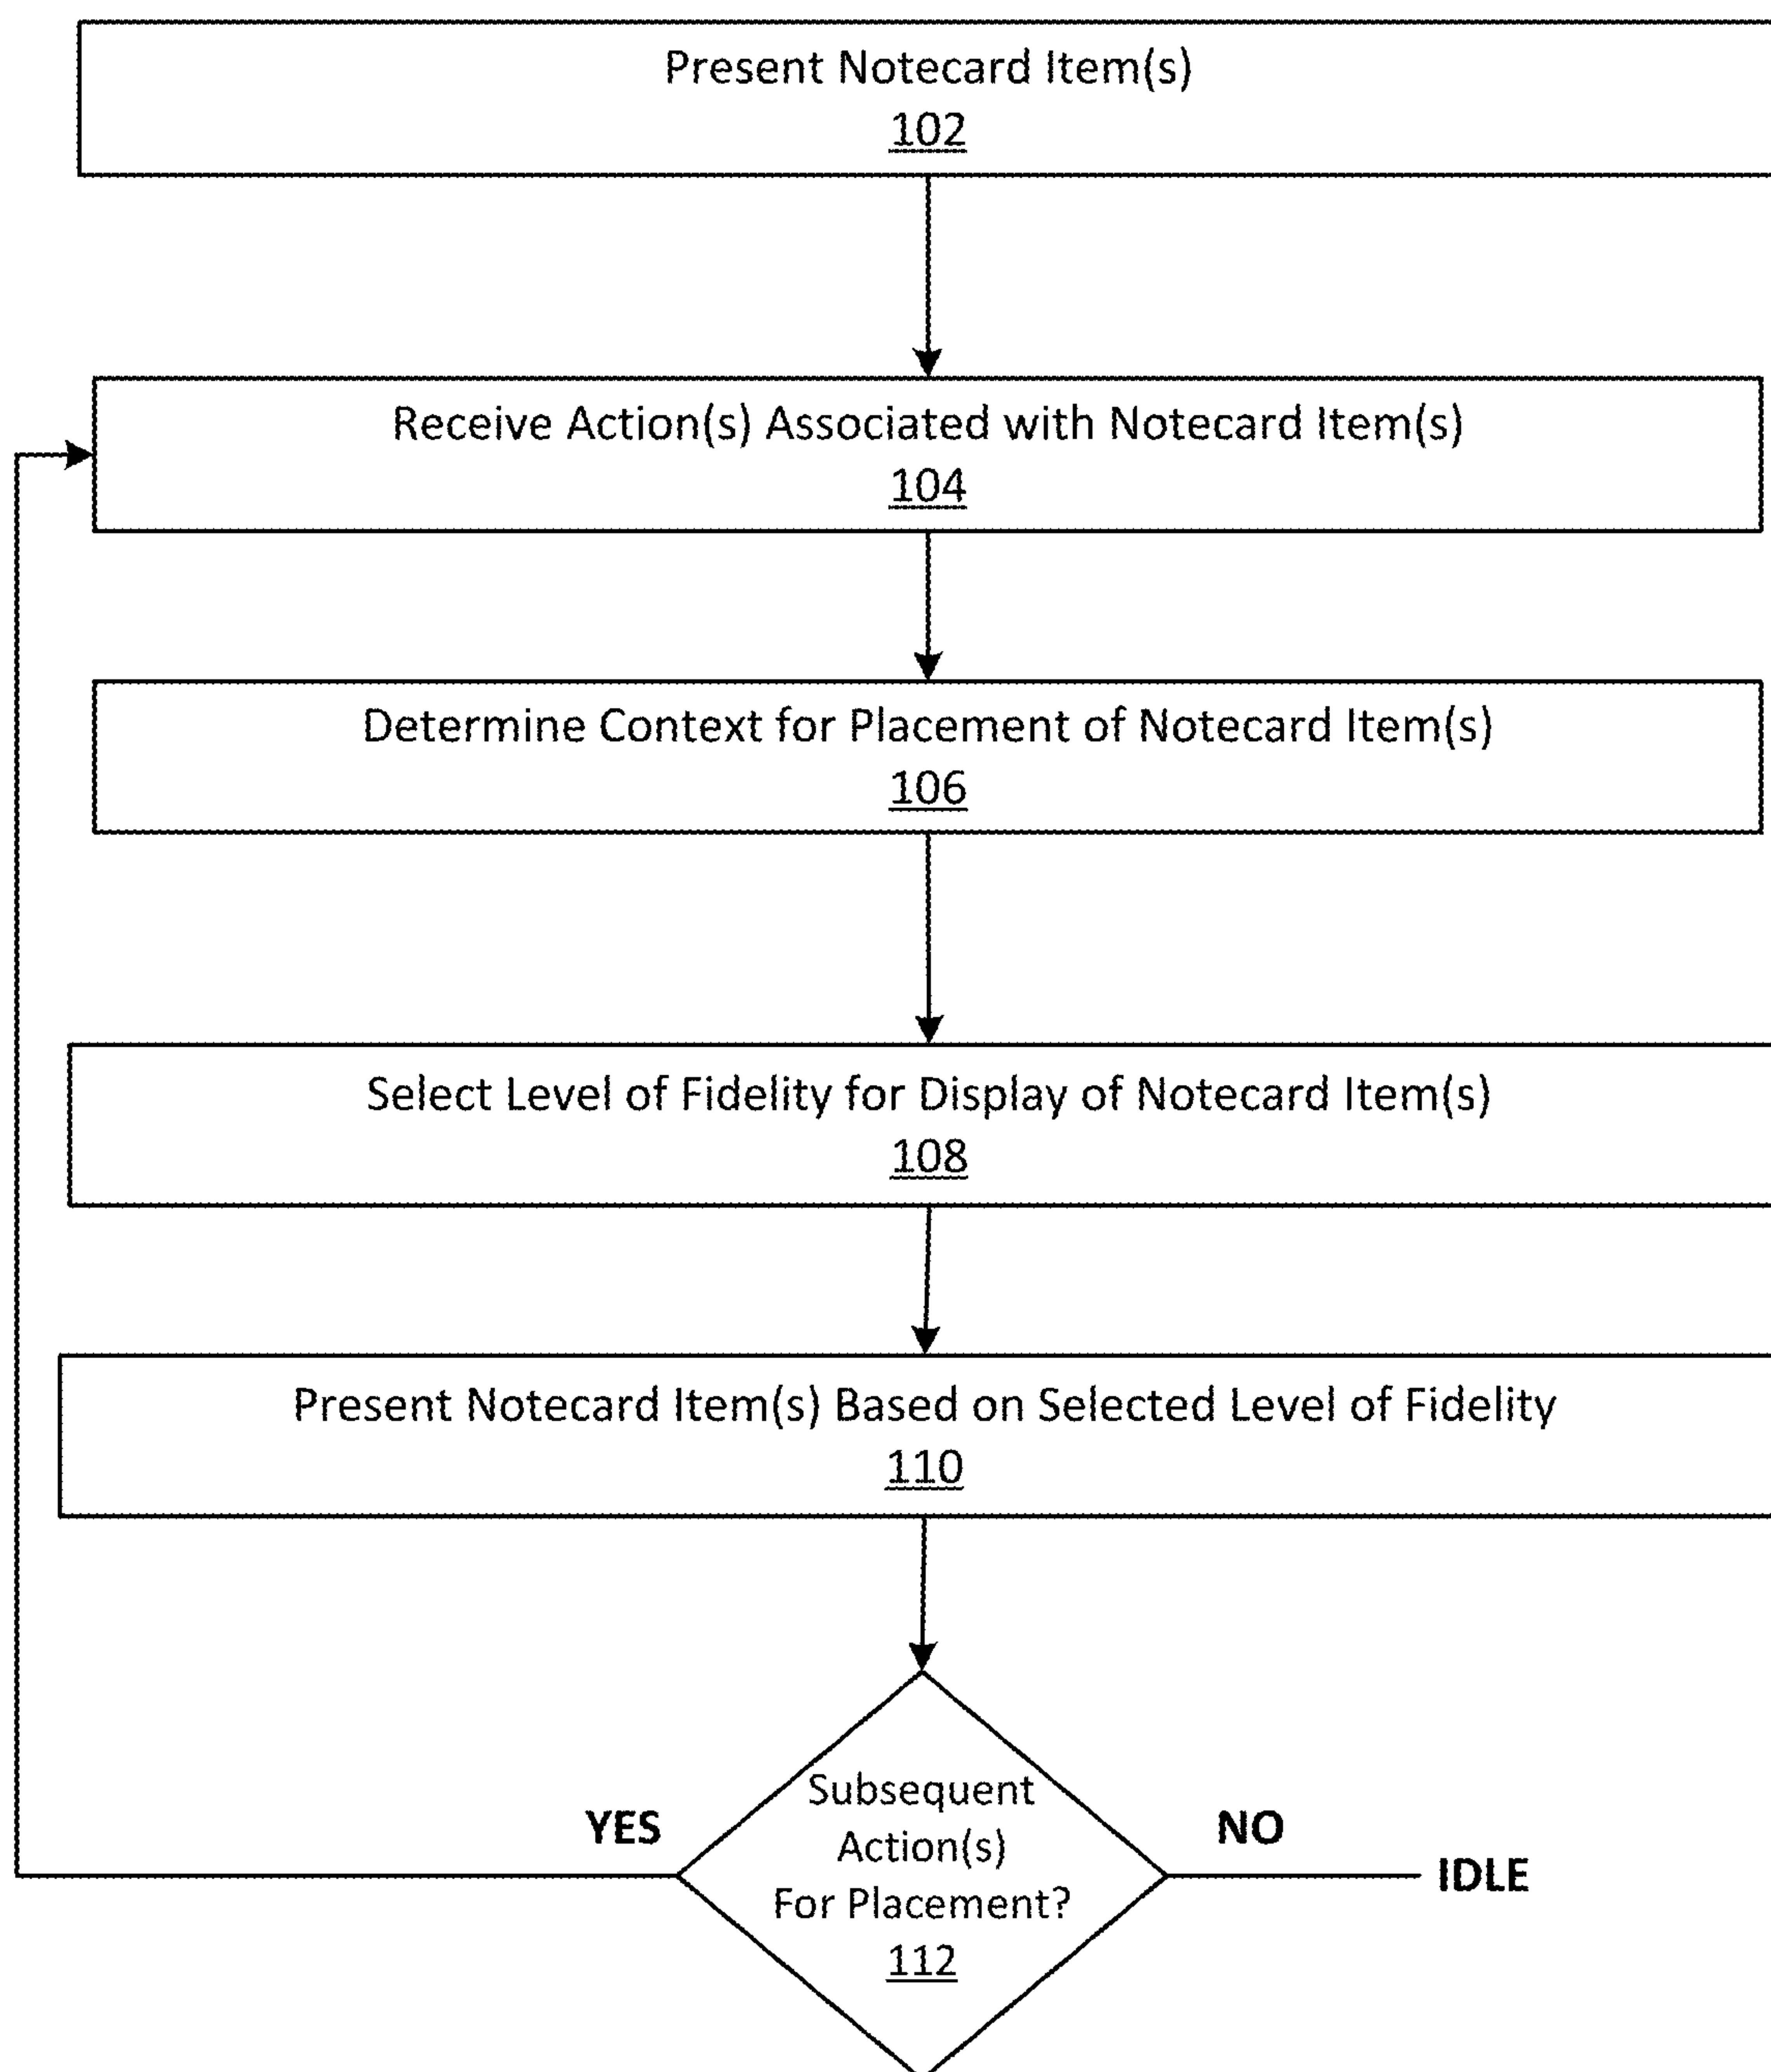 Present Notecard Item(s)
102
Receive Action(s) Associated with Notecard Item(s)
104
Determine Context for Placement of Notecard Item(s)
106
Select Level of Fidelity for Display of Notecard Item(s)
108
Present Notecard Item(s) Based on Selected Level of Fidelity
110
YES
Subsequent
Action(s)
For Placement?
112
NO
IDLE